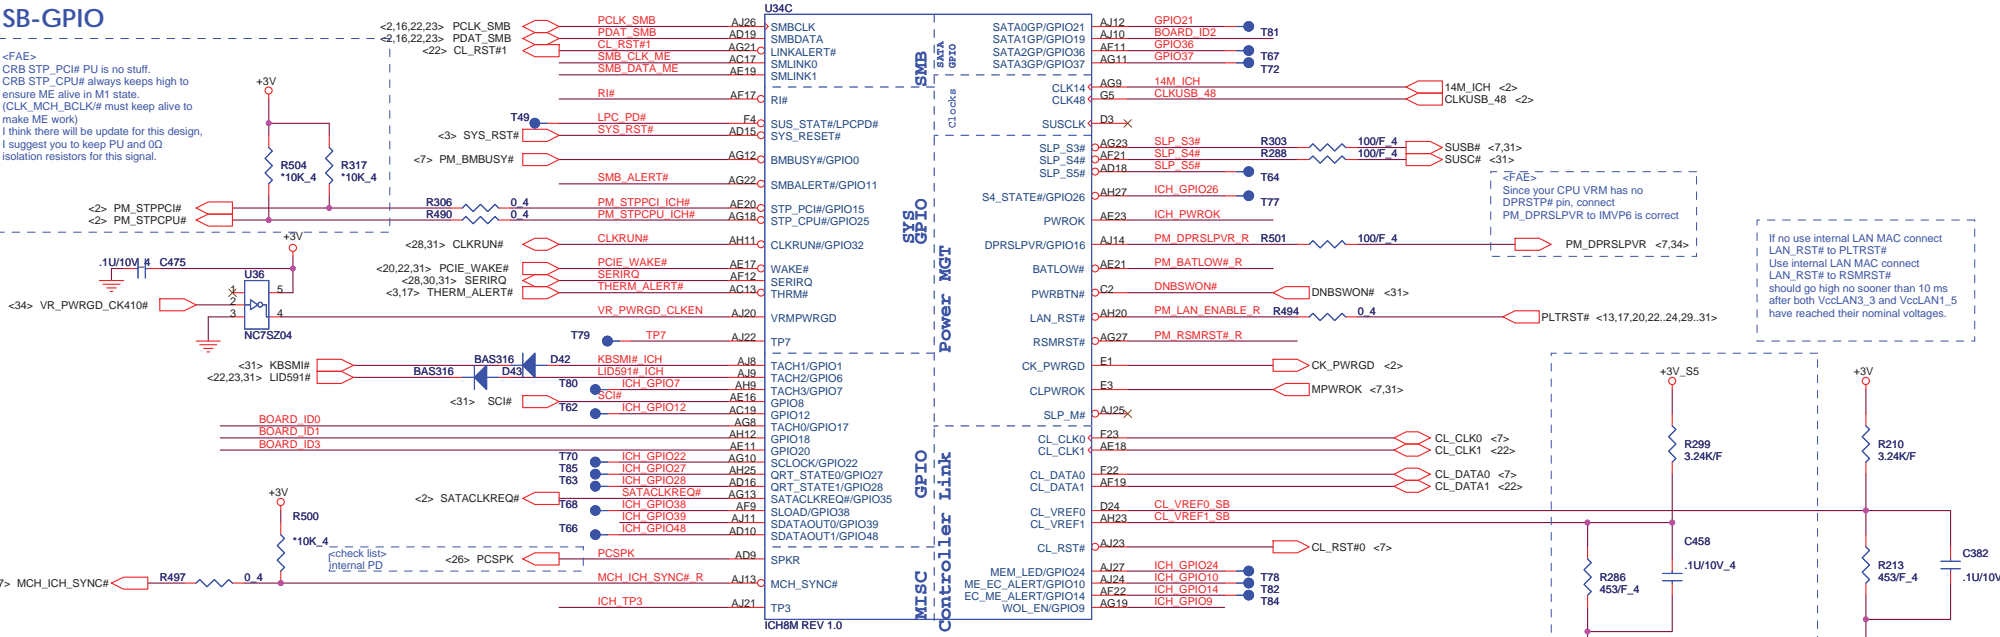 SB-GPIO
<FAE>
CRB STP_PCI# PU is no stuff.
CRB STP_CPU# always keeps high to
ensure ME alive in M1 state.
(CLK_MCH_BCLK/# must keep alive to
make ME work)
I think there will be update for this design,
I suggest you to keep PU and 0Ω
isolation resistors for this signal.
+3V
R504
*10K_4
R317
*10K_4
<2> PM_STPPCI#
<2> PM_STPCPU#
R306 0_4
R490 0_4
<2,16,22,23> PCLK_SMB
<2,16,22,23> PDAT_SMB
<22> CL_RST#1
<3> SYS_RST#
<7> PM_BMBUSY#
<28,31> CLKRUN#
<20,22,31> PCIE_WAKE#
<28,30,31> SERIRQ
<3,17> THERM_ALERT#
+3V
.1U/10V_4 C475
U36
1
2
3
5
4
NC7SZ04
<34> VR_PWRGD_CK410#
<31> KBSMI#
<22,23,31> LID591#
BAS316 D42
BAS316 D43
<31> SCI#
BOARD_ID0
BOARD_ID1
BOARD_ID3
<2> SATACLKREQ#
+3V
R500
*10K_4
<check list>
internal PD
<26> PCSPK
7> MCH_ICH_SYNC#
R497 0_4
T49
T79
T80
T62
T70
T85
T63
T68
T66
U34C
PCLK_SMB AJ26 SMBCLK
PDAT_SMB AD19 SMBDATA
CL_RST#1 AG21 LINKALERT#
SMB_CLK_ME AC17 SMLINK0
SMB_DATA_ME AE19 SMLINK1
RI# AF17 RI#
LPC_PD# F4 SUS_STAT#/LPCPD#
SYS_RST# AD15 SYS_RESET#
AG12 BMBUSY#/GPIO0
SMB_ALERT# AG22 SMBALERT#/GPIO11
PM_STPPCI_ICH# AE20 STP_PCI#/GPIO15
PM_STPCPU_ICH# AG18 STP_CPU#/GPIO25
CLKRUN# AH11 CLKRUN#/GPIO32
PCIE_WAKE# AE17 WAKE#
SERIRQ AF12 SERIRQ
THERM_ALERT# AC13 THRM#
VR_PWRGD_CLKEN AJ20 VRMPWRGD
TP7 AJ22 TP7
KBSMI#_ICH AJ8 TACH1/GPIO1
LID591#_ICH AJ9 TACH2/GPIO6
ICH_GPIO7 AH9 TACH3/GPIO7
SCI# AE16 GPIO8
ICH_GPIO12 AC19 GPIO12
AG8 TACH0/GPIO17
AH12 GPIO18
AE11 GPIO20
ICH_GPIO22 AG10 SCLOCK/GPIO22
ICH_GPIO27 AH25 QRT_STATE0/GPIO27
ICH_GPIO28 AD16 QRT_STATE1/GPIO28
SATACLKREQ# AG13 SATACLKREQ#/GPIO35
ICH_GPIO38 AF9 SLOAD/GPIO38
ICH_GPIO39 AJ11 SDATAOUT0/GPIO39
ICH_GPIO48 AD10 SDATAOUT1/GPIO48
PCSPK AD9 SPKR
MCH_ICH_SYNC#_R AJ13 MCH_SYNC#
ICH_TP3 AJ21 TP3
ICH8M REV 1.0
SMB
SATA
GPIO
Clocks
SYS
GPIO
Power MGT
GPIO
Controller Link
MISC
SATA0GP/GPIO21 AJ12 GPIO21
SATA1GP/GPIO19 AJ10 BOARD_ID2 T81
SATA2GP/GPIO36 AF11 GPIO36 T67
SATA3GP/GPIO37 AG11 GPIO37 T72
CLK14 AG9 14M_ICH 14M_ICH <2>
CLK48 G5 CLKUSB_48 CLKUSB_48 <2>
SUSCLK D3
SLP_S3# AG23 SLP_S3# R303 100/F_4 SUSB# <7,31>
SLP_S4# AF21 SLP_S4# R288 100/F_4 SUSC# <31>
SLP_S5# AD18 SLP_S5# T64
S4_STATE#/GPIO26 AH27 ICH_GPIO26 T77
PWROK AE23 ICH_PWROK
DPRSLPVR/GPIO16 AJ14 PM_DPRSLPVR_R R501 100/F_4 PM_DPRSLPVR <7,34>
BATLOW# AE21 PM_BATLOW#_R
PWRBTN# C2 DNBSWON# DNBSWON# <31>
LAN_RST# AH20 PM_LAN_ENABLE_R R494 0_4 PLTRST# <13,17,20,22..24,29..31>
RSMRST# AG27 PM_RSMRST#_R
CK_PWRGD E1 CK_PWRGD <2>
CLPWROK E3 MPWROK <7,31>
SLP_M# AJ25
CL_CLK0 F23 CL_CLK0 <7>
CL_CLK1 AE18 CL_CLK1 <22>
CL_DATA0 F22 CL_DATA0 <7>
CL_DATA1 AF19 CL_DATA1 <22>
CL_VREF0 D24 CL_VREF0_SB
CL_VREF1 AH23 CL_VREF1_SB
CL_RST# AJ23 CL_RST#0 <7>
MEM_LED/GPIO24 AJ27 ICH_GPIO24 T78
ME_EC_ALERT/GPIO10 AJ24 ICH_GPIO10 T82
EC_ME_ALERT/GPIO14 AF22 ICH_GPIO14 T84
WOL_EN/GPIO9 AG19 ICH_GPIO9
<FAE>
Since your CPU VRM has no
DPRSTP# pin, connect
PM_DPRSLPVR to IMVP6 is correct
If no use internal LAN MAC connect
LAN_RST# to PLTRST#
Use internal LAN MAC connect
LAN_RST# to RSMRST#
should go high no sooner than 10 ms
after both VccLAN3_3 and VccLAN1_5
have reached their nominal voltages.
+3V_S5
R299
3.24K/F
C458
.1U/10V_4
R286
453/F_4
+3V
R210
3.24K/F
R213
453/F_4
C382
.1U/10V